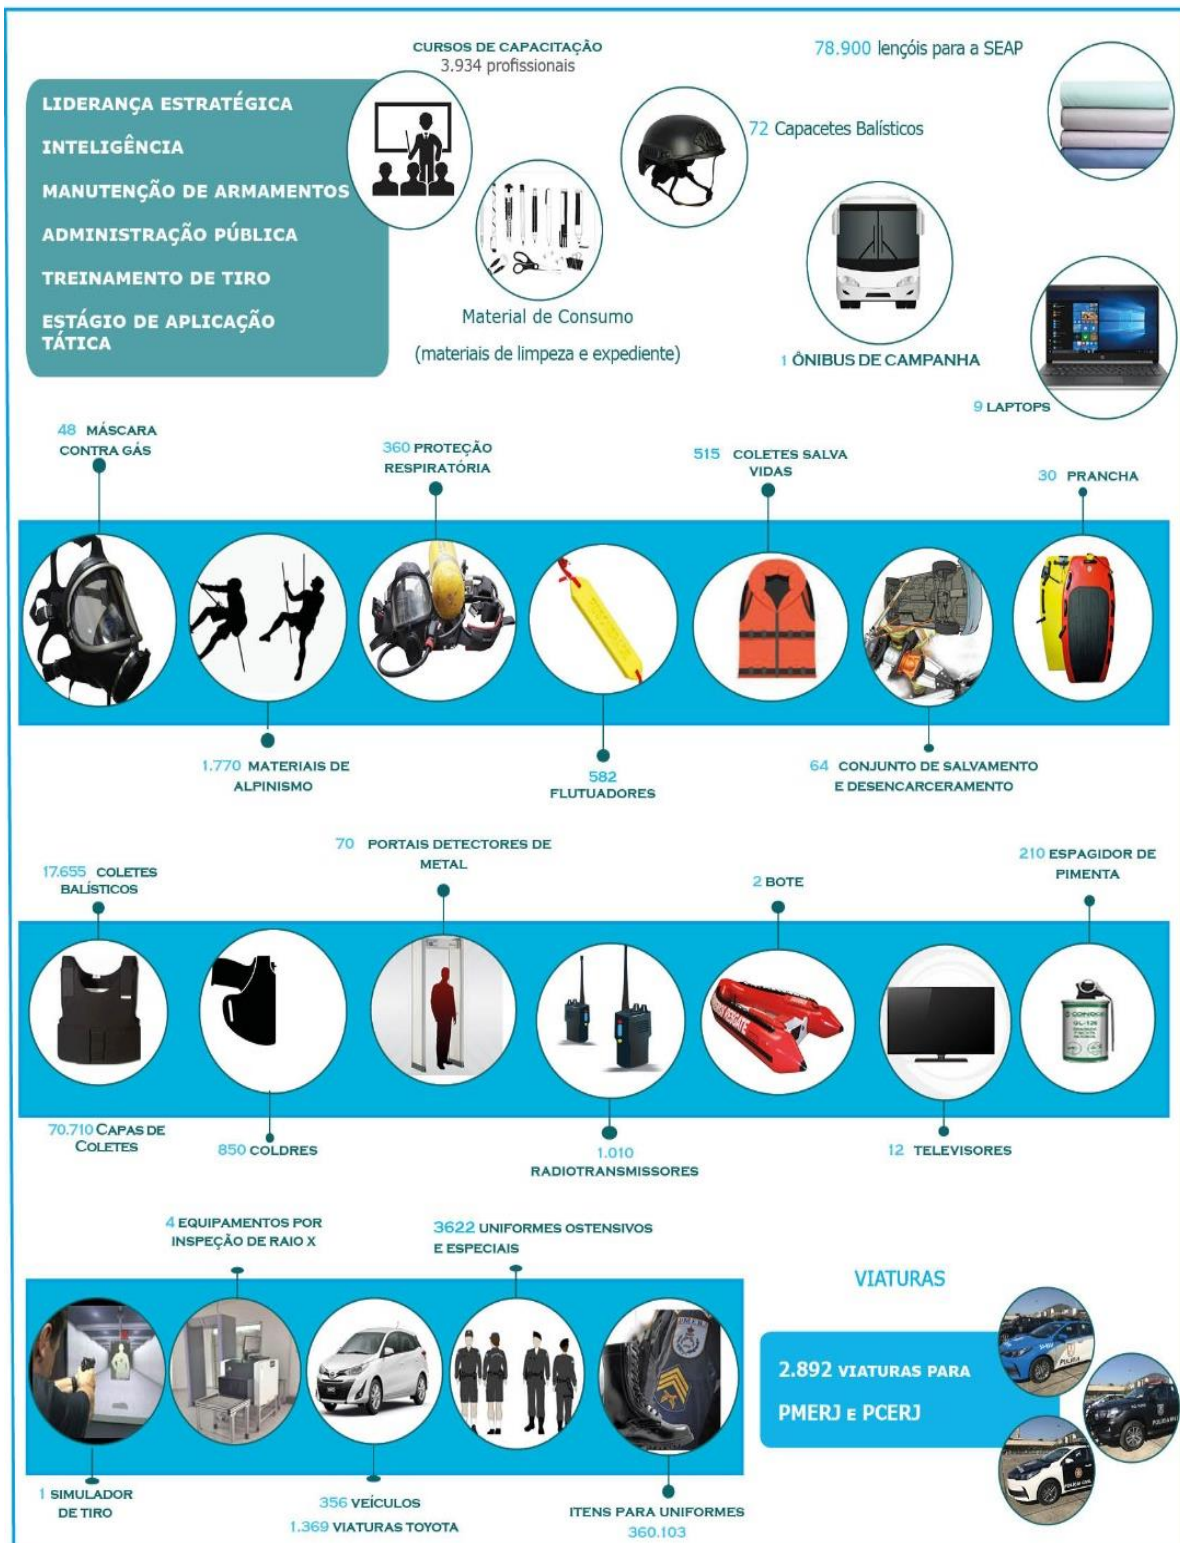 CURSOS DE CAPACITAÇÃO
3.934 profissionais
78.900 lençóis para a SEAP
LIDERANÇA ESTRATÉGICA
INTELIGÊNCIA
MANUTENÇÃO DE ARMAMENTOS
ADMINISTRAÇÃO PÚBLICA
TREINAMENTO DE TIRO
ESTÁGIO DE APLICAÇÃO
TÁTICA
72 Capacetes Balísticos
Material de Consumo
(materiais de limpeza e expediente)
1 ÔNIBUS DE CAMPANHA
9 LAPTOPS
48 MÁSCARA
CONTRA GÁS
360 PROTEÇÃO
RESPIRATÓRIA
515 COLETES SALVA
VIDAS
30 PRANCHA
1.770 MATERIAIS DE
ALPINISMO
582
FLUTUADORES
64 CONJUNTO DE SALVAMENTO
E DESENCARCERAMENTO
17.655 COLETES
BALÍSTICOS
70 PORTAIS DETECTORES DE
METAL
2 BOTE
210 ESPAGIDOR DE
PIMENTA
RESGATE
CONDOR
GL-126
70.710 CAPAS DE
COLETES
850 COLDRES
1.010
RADIOTRANSMISSORES
12 TELEVISORES
4 EQUIPAMENTOS POR
INSPEÇÃO DE RAIO X
3622 UNIFORMES OSTENSIVOS
E ESPECIAIS
1 SIMULADOR
DE TIRO
356 VEÍCULOS
1.369 VIATURAS TOYOTA
ITENS PARA UNIFORMES
360.103
VIATURAS
2.892 VIATURAS PARA
PMERJ E PCERJ
POLÍCIA